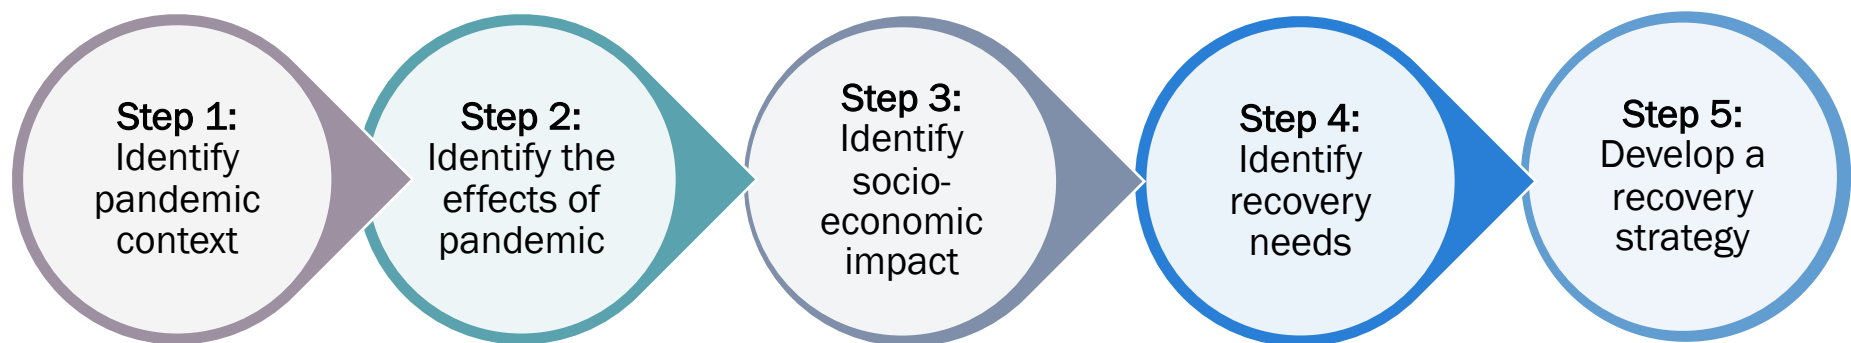 Step 1:
Identify
pandemic
context
Step 2:
Identify the
effects of
pandemic
Step 3:
Identify
socio-
economic
impact
Step 4:
Identify
recovery
needs
Step 5:
Develop a
recovery
strategy